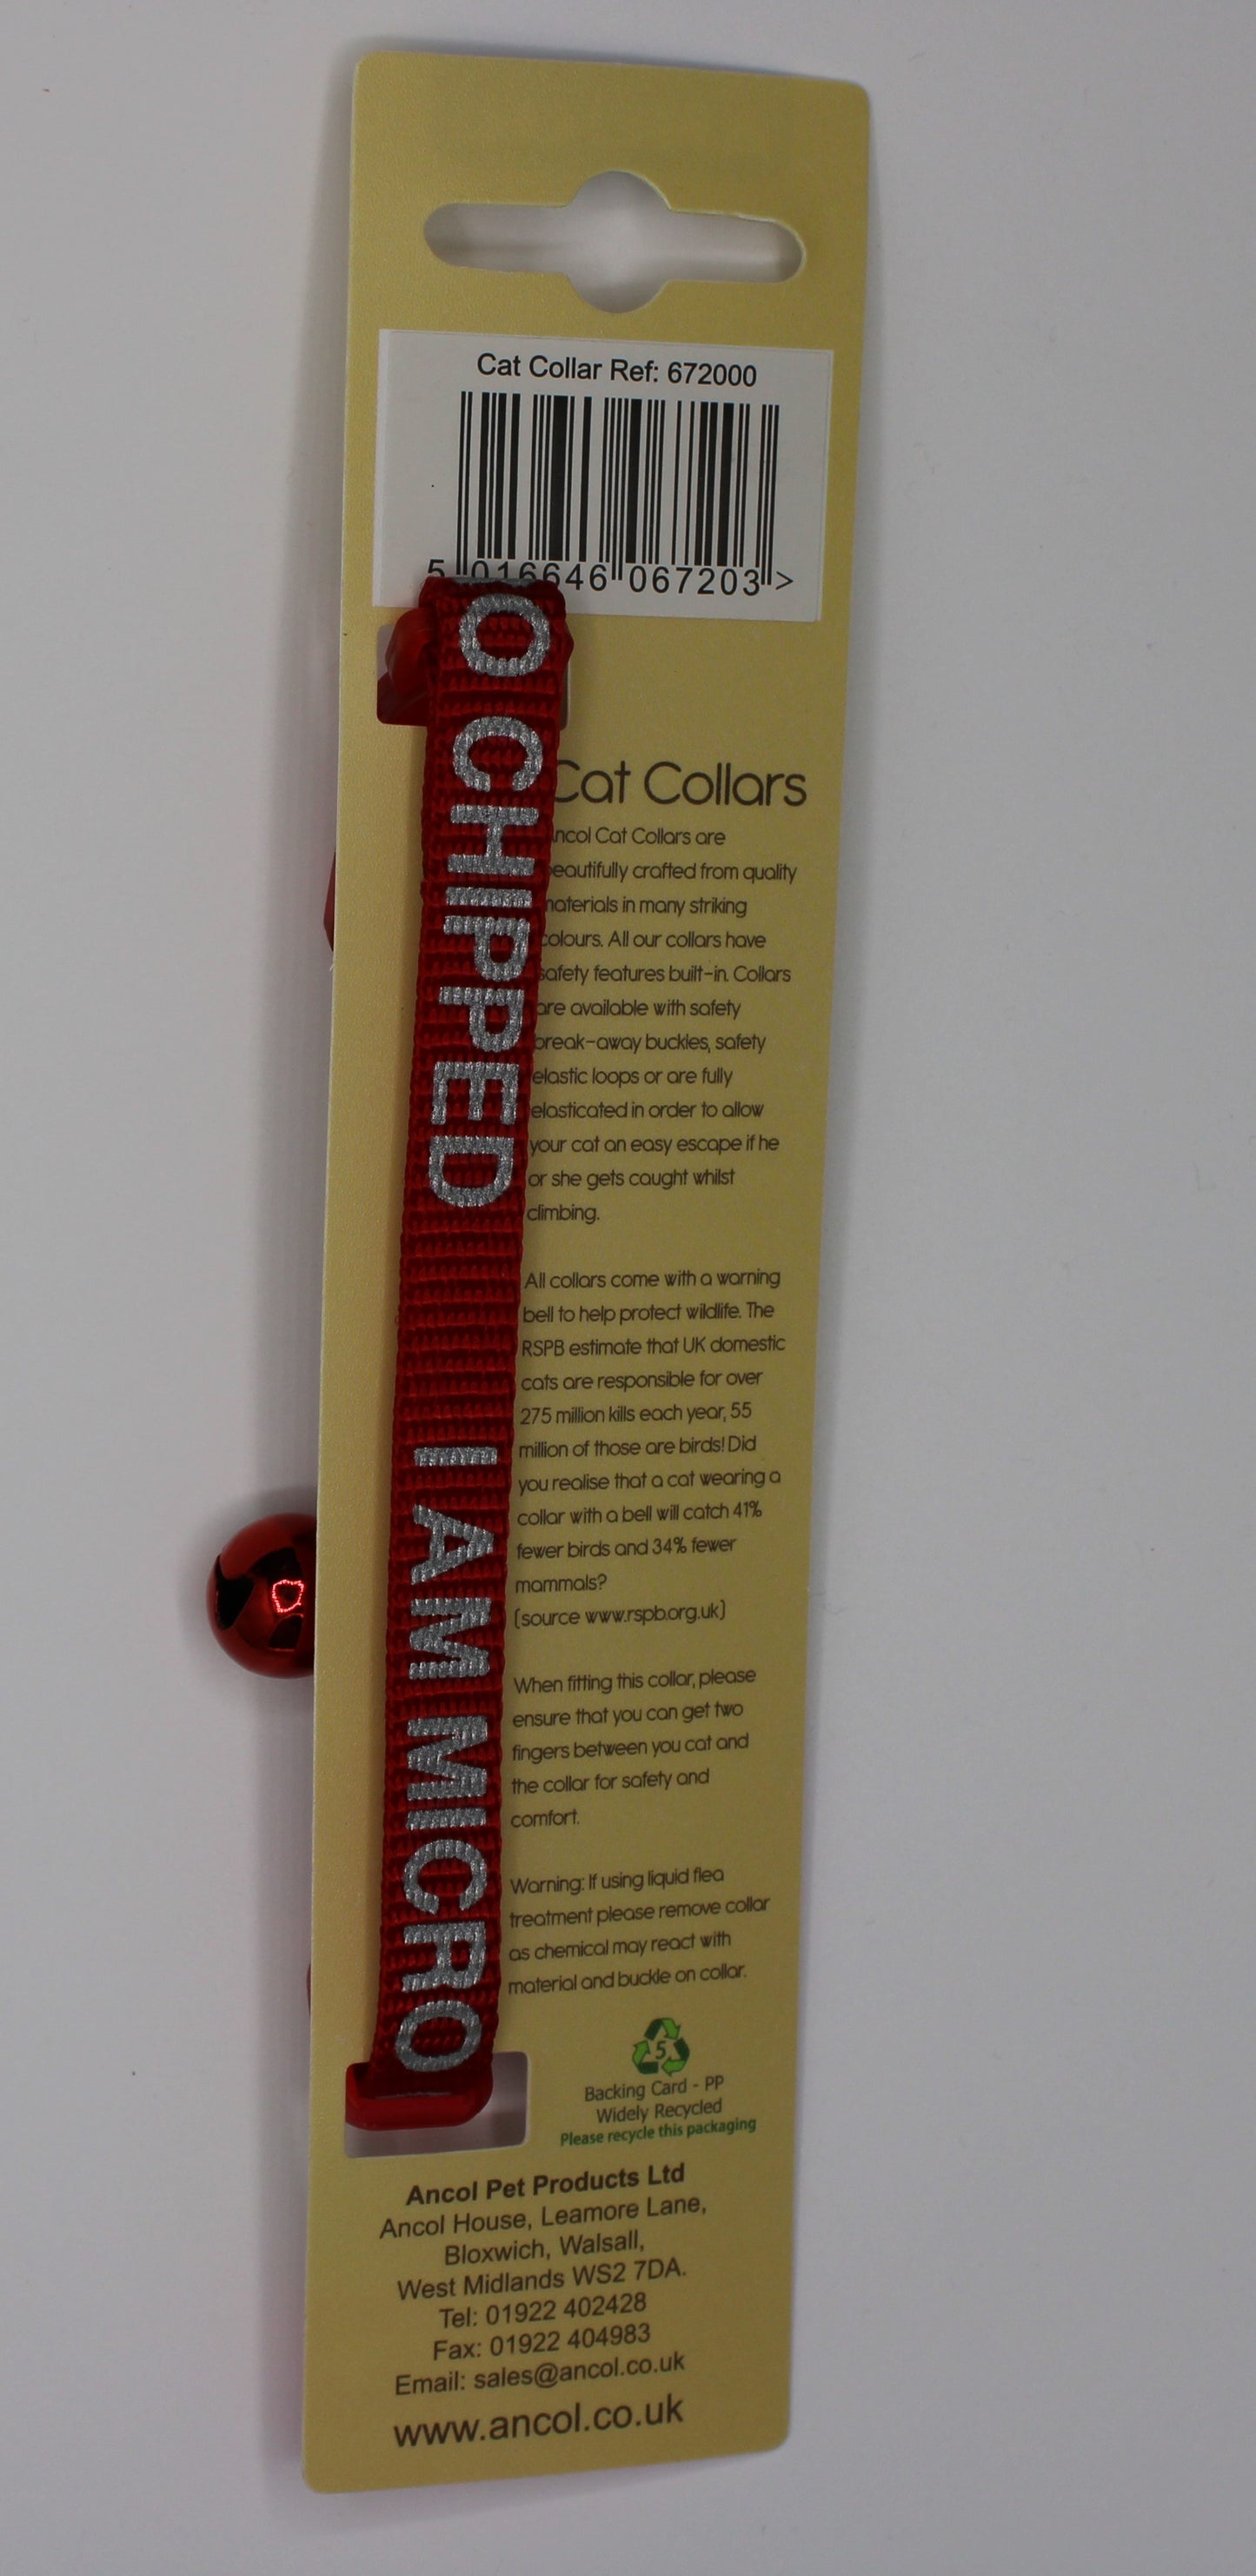 Cat Collar Ref: 672000
5 016646 067203 >
O CHIPPED I AM MICRO
Cat Collars
ncol Cat Collars are
eautifully crafted from quality
materials in many striking
colours. All our collars have
safety features built-in. Collars
are available with safety
break-away buckles, safety
elastic loops or are fully
elasticated in order to allow
your cat an easy escape if he
or she gets caught whilst
climbing.
All collars come with a warning
bell to help protect wildlife. The
RSPB estimate that UK domestic
cats are responsible for over
275 million kills each year, 55
million of those are birds! Did
you realise that a cat wearing a
collar with a bell will catch 41%
fewer birds and 34% fewer
mammals?
(source www.rspb.org.uk)
When fitting this collar, please
ensure that you can get two
fingers between you cat and
the collar for safety and
comfort.
Warning: If using liquid flea
treatment please remove collar
as chemical may react with
material and buckle on collar.
5
Backing Card - PP
Widely Recycled
Please recycle this packaging
Ancol Pet Products Ltd
Ancol House, Leamore Lane,
Bloxwich, Walsall,
West Midlands WS2 7DA.
Tel: 01922 402428
Fax: 01922 404983
Email: sales@ancol.co.uk
www.ancol.co.uk